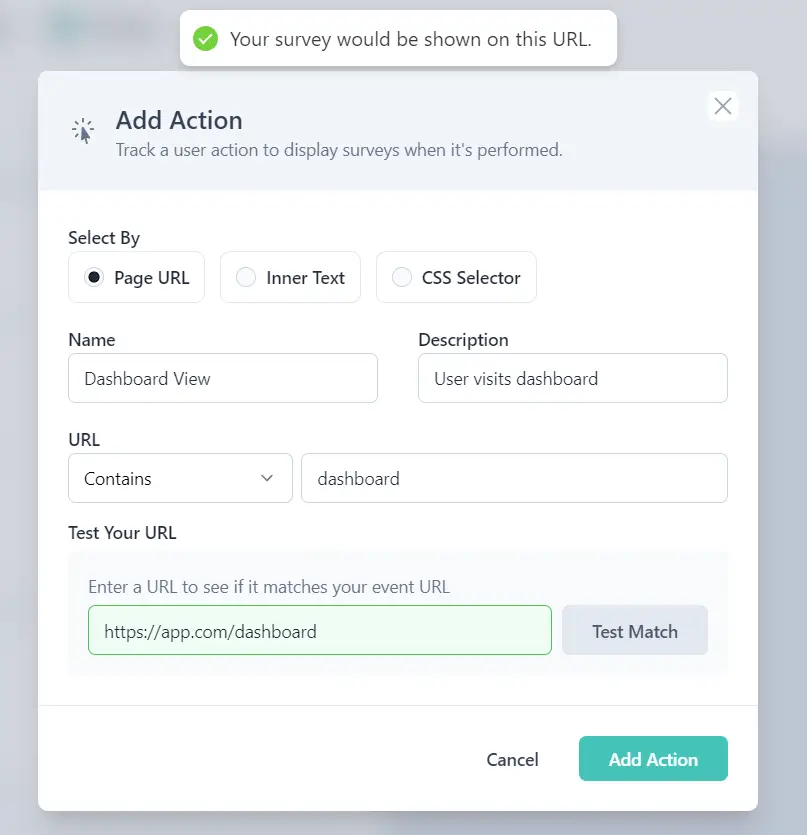 Your survey would be shown on this URL.
Add Action
Track a user action to display surveys when it's performed.
Select By
Page URL
Inner Text
CSS Selector
Name
Description
Dashboard View
User visits dashboard
URL
Contains
dashboard
Test Your URL
Enter a URL to see if it matches your event URL
https://app.com/dashboard
Test Match
Cancel
Add Action